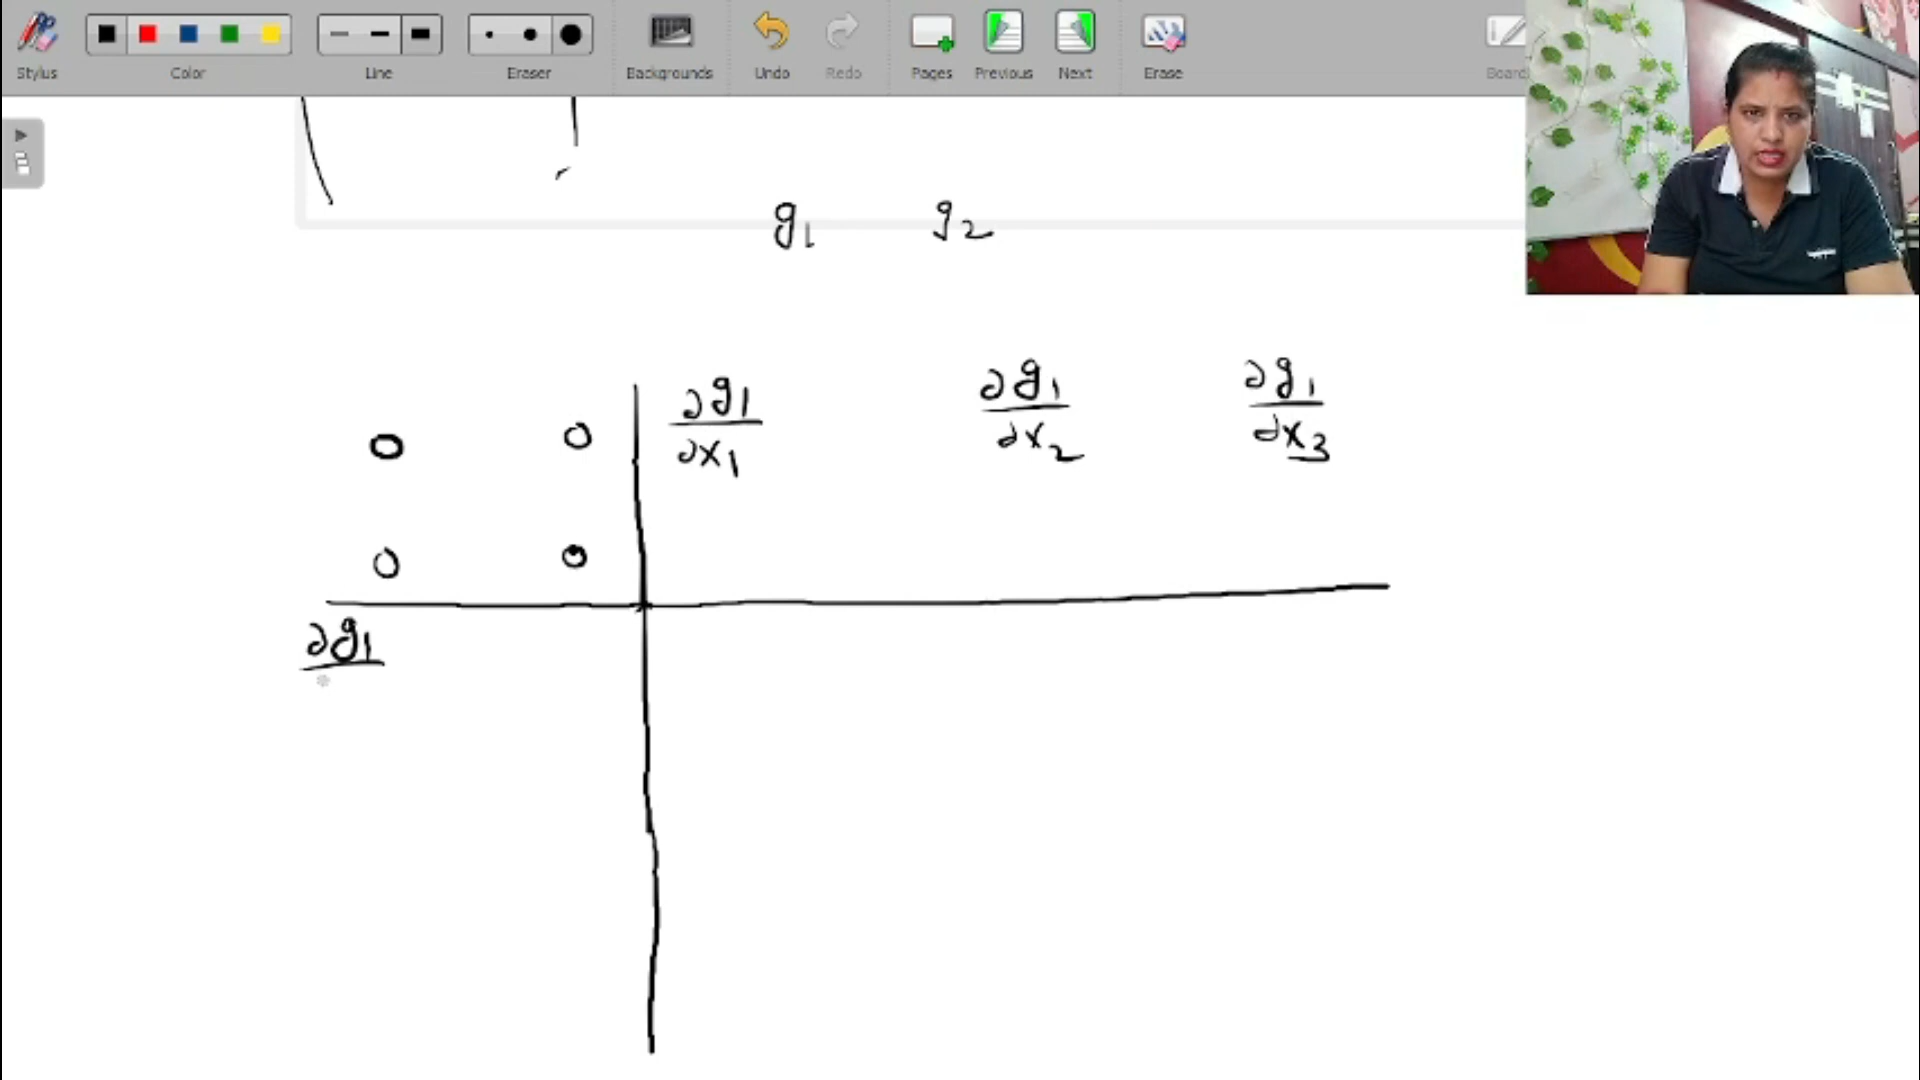 Stylus Color Line Eraser Backgrounds Undo Redo Pages Previous Next Erase Board
g₁ g₂
0 0 ∂g₁/∂x₁ ∂g₁/∂x₂ ∂g₁/∂x₃
0 0
∂g₁